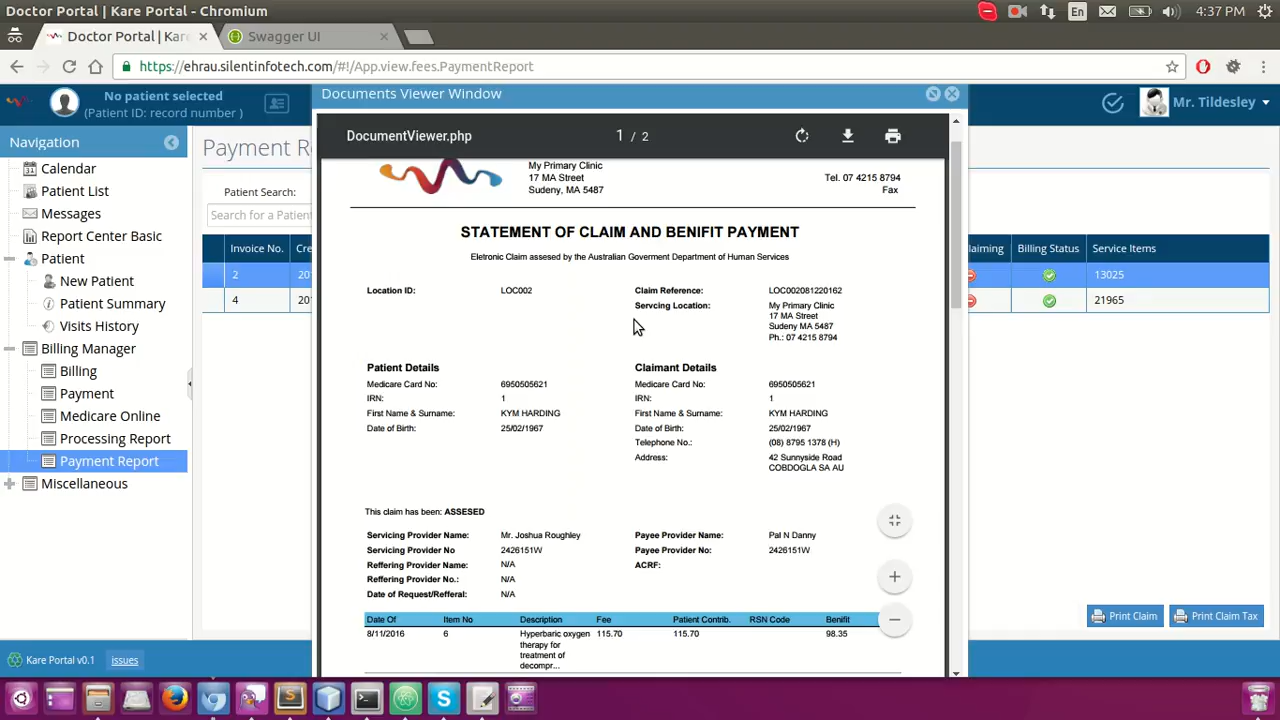 Doctor Portal | Kare Portal - Chromium
En
4:37 PM
Doctor Portal | Kare
Swagger UI
https://ehrau.silentinfotech.com/#!/App.view.fees.PaymentReport
No patient selected
(Patient ID: record number )
Mr. Tildesley
Navigation
Calendar
Patient List
Messages
Report Center Basic
Patient
New Patient
Patient Summary
Visits History
Billing Manager
Billing
Payment
Medicare Online
Processing Report
Payment Report
Miscellaneous
Payment R
Patient Search:
Search for a Patien
Invoice No.
Cre
laiming
Billing Status
Service Items
2
201
13025
4
201
21965
Documents Viewer Window
DocumentViewer.php
1 / 2
My Primary Clinic
17 MA Street
Sudeny, MA 5487
Tel. 07 4215 8794
Fax
STATEMENT OF CLAIM AND BENIFIT PAYMENT
Eletronic Claim assesed by the Australian Goverment Department of Human Services
Location ID: LOC002
Claim Reference: LOC002081220162
Servcing Location: My Primary Clinic
17 MA Street
Sudeny MA 5487
Ph.: 07 4215 8794
Patient Details
Medicare Card No: 6950505621
IRN: 1
First Name & Surname: KYM HARDING
Date of Birth: 25/02/1967
Claimant Details
Medicare Card No: 6950505621
IRN: 1
First Name & Surname: KYM HARDING
Date of Birth: 25/02/1967
Telephone No.: (08) 8795 1378 (H)
Address: 42 Sunnyside Road
COBDOGLA SA AU
This claim has been: ASSESED
Servicing Provider Name: Mr. Joshua Roughley
Servicing Provider No 2426151W
Reffering Provider Name: N/A
Reffering Provider No.: N/A
Date of Request/Refferal: N/A
Payee Provider Name: Pal N Danny
Payee Provider No: 2426151W
ACRF:
Date Of Item No Description Fee Patient Contrib. RSN Code Benifit
8/11/2016 6 Hyperbaric oxygen 115.70 115.70 98.35
therapy for
treatment of
decompr...
Print Claim
Print Claim Tax
Kare Portal v0.1
issues